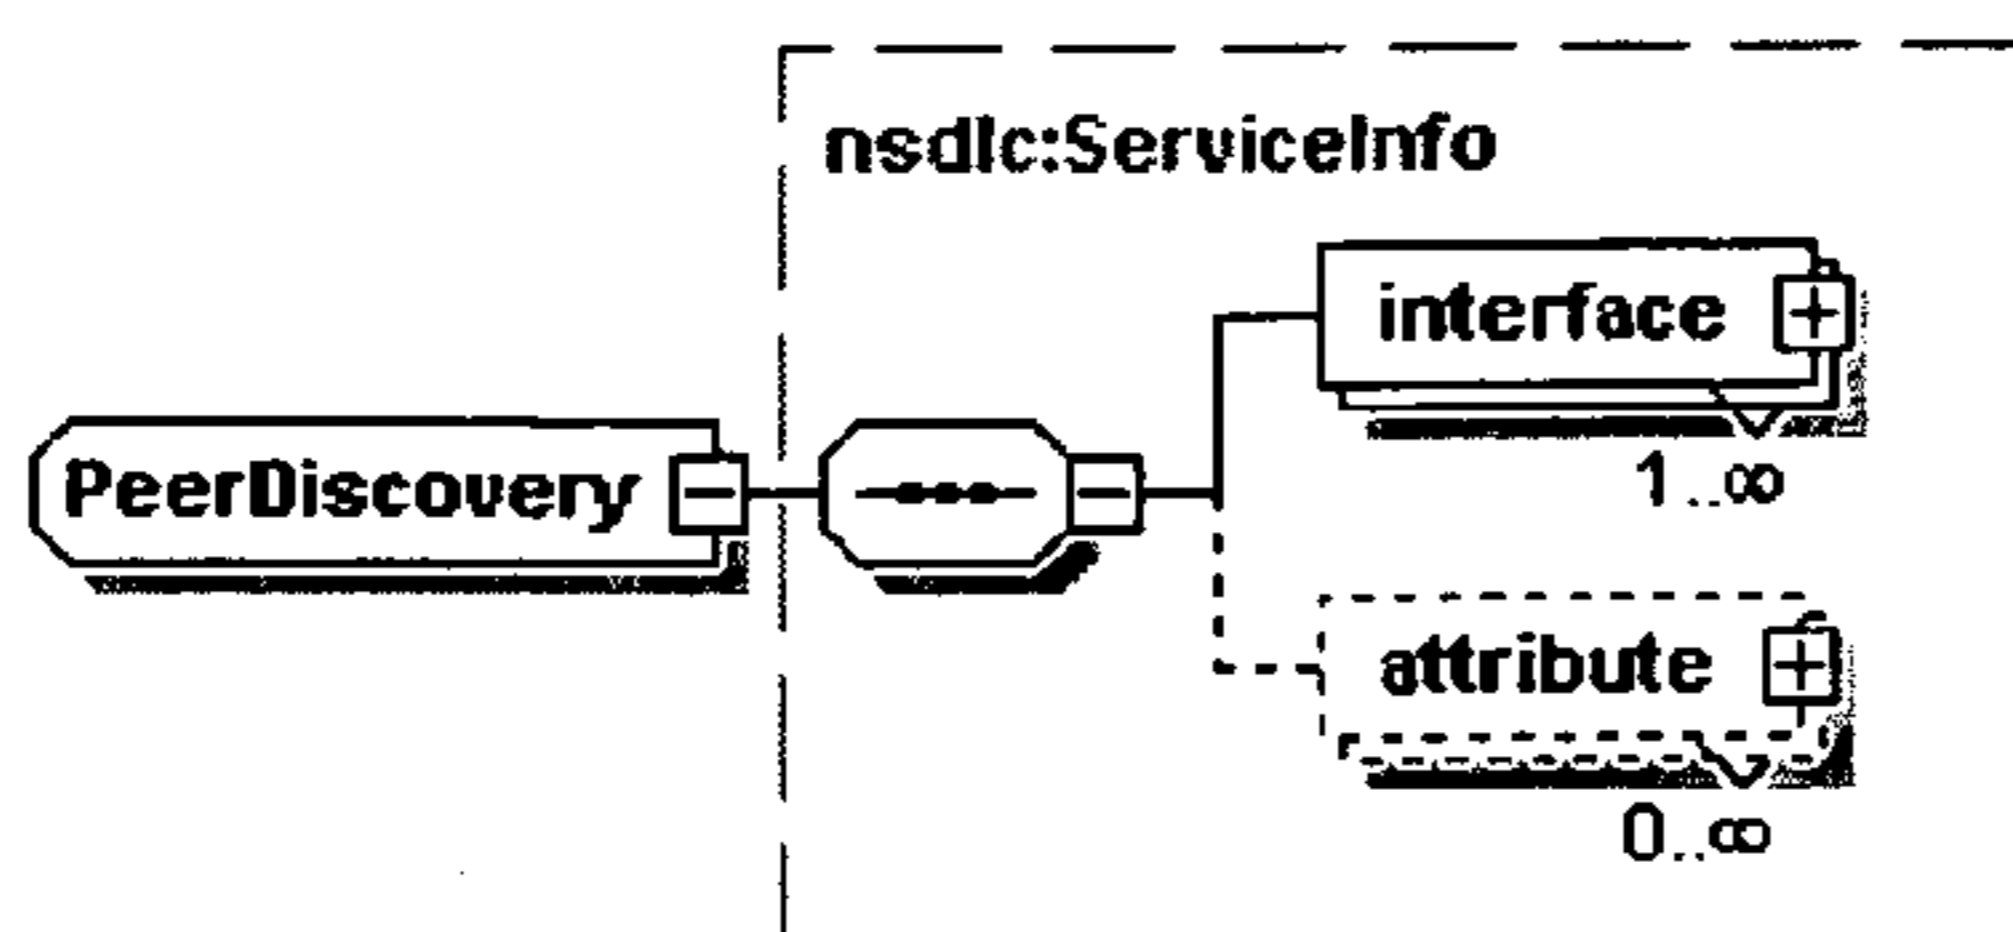 nsdlc:ServiceInfo
interface
1..∞
PeerDiscovery
attribute
0..∞